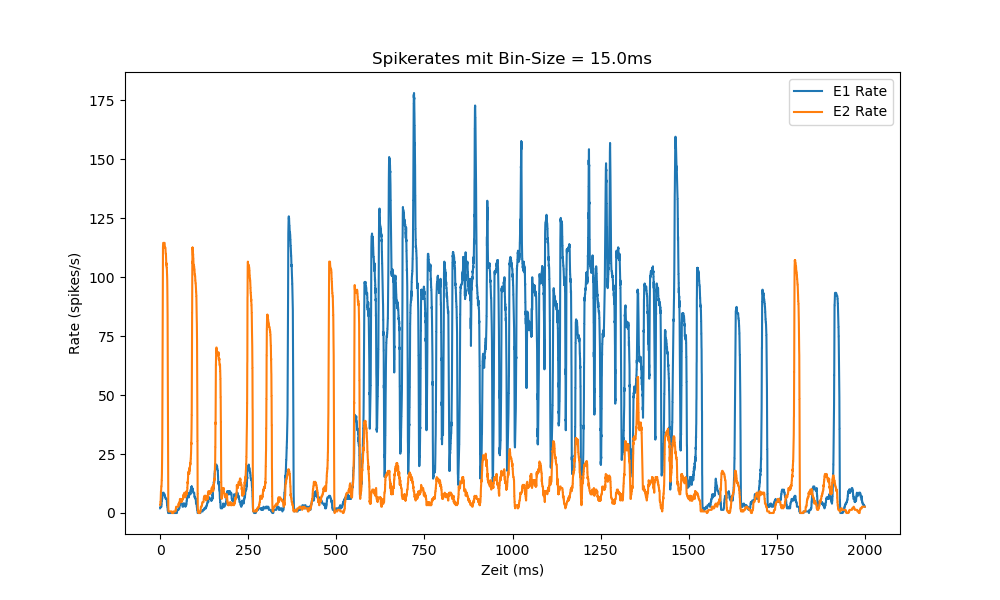 Spikerates mit Bin-Size = 15.0ms
E1 Rate
E2 Rate
175
150
125
100
75
50
25
0
Rate (spikes/s)
0 250 500 750 1000 1250 1500 1750 2000
Zeit (ms)